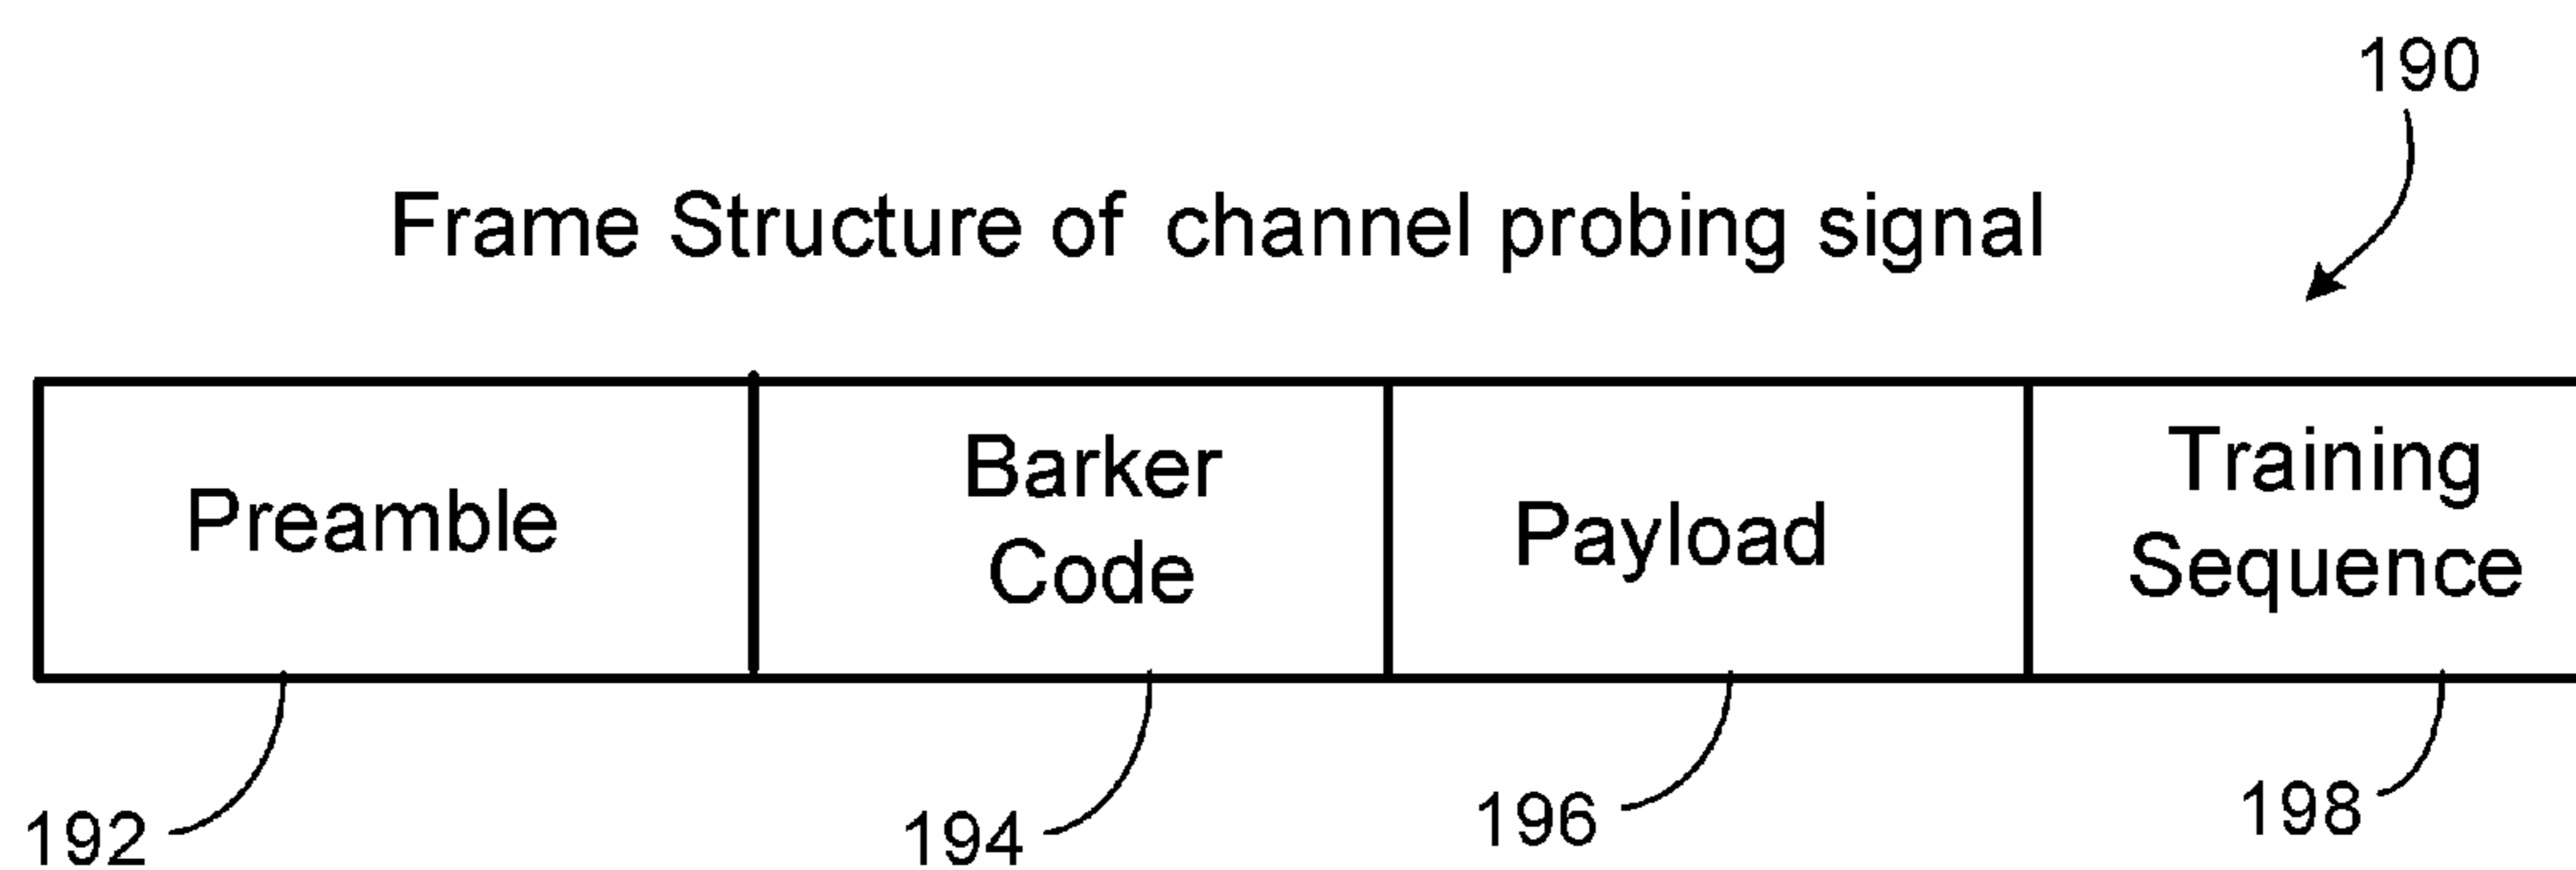 190
Frame Structure of channel probing signal
Preamble
Barker
Code
Payload
Training
Sequence
192
194
196
198